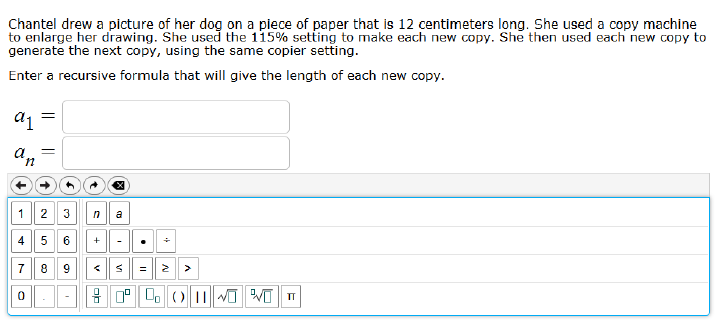 Chantel drew a picture of her dog on a piece of paper that is 12 centimeters long. She used a copy machine
to enlarge her drawing. She used the 115% setting to make each new copy. She then used each new copy to
generate the next copy, using the same copier setting.
Enter a recursive formula that will give the length of each new copy.
a₁ =
aₙ =
1 2 3 n a
4 5 6 + - • ÷
7 8 9 < ≤ = ≥ >
0 . - () | | √ √ π